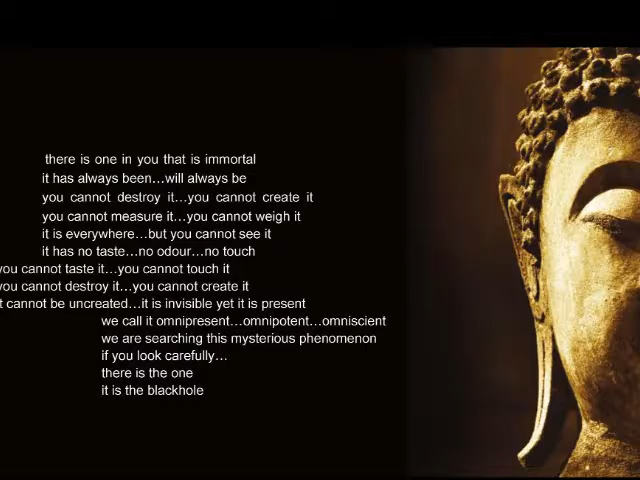 there is one in you that is immortal
it has always been...will always be
you cannot destroy it...you cannot create it
you cannot measure it...you cannot weigh it
it is everywhere...but you cannot see it
it has no taste...no odour...no touch
you cannot taste it...you cannot touch it
you cannot destroy it...you cannot create it
t cannot be uncreated...it is invisible yet it is present
we call it omnipresent...omnipotent...omniscient
we are searching this mysterious phenomenon
if you look carefully...
there is the one
it is the blackhole